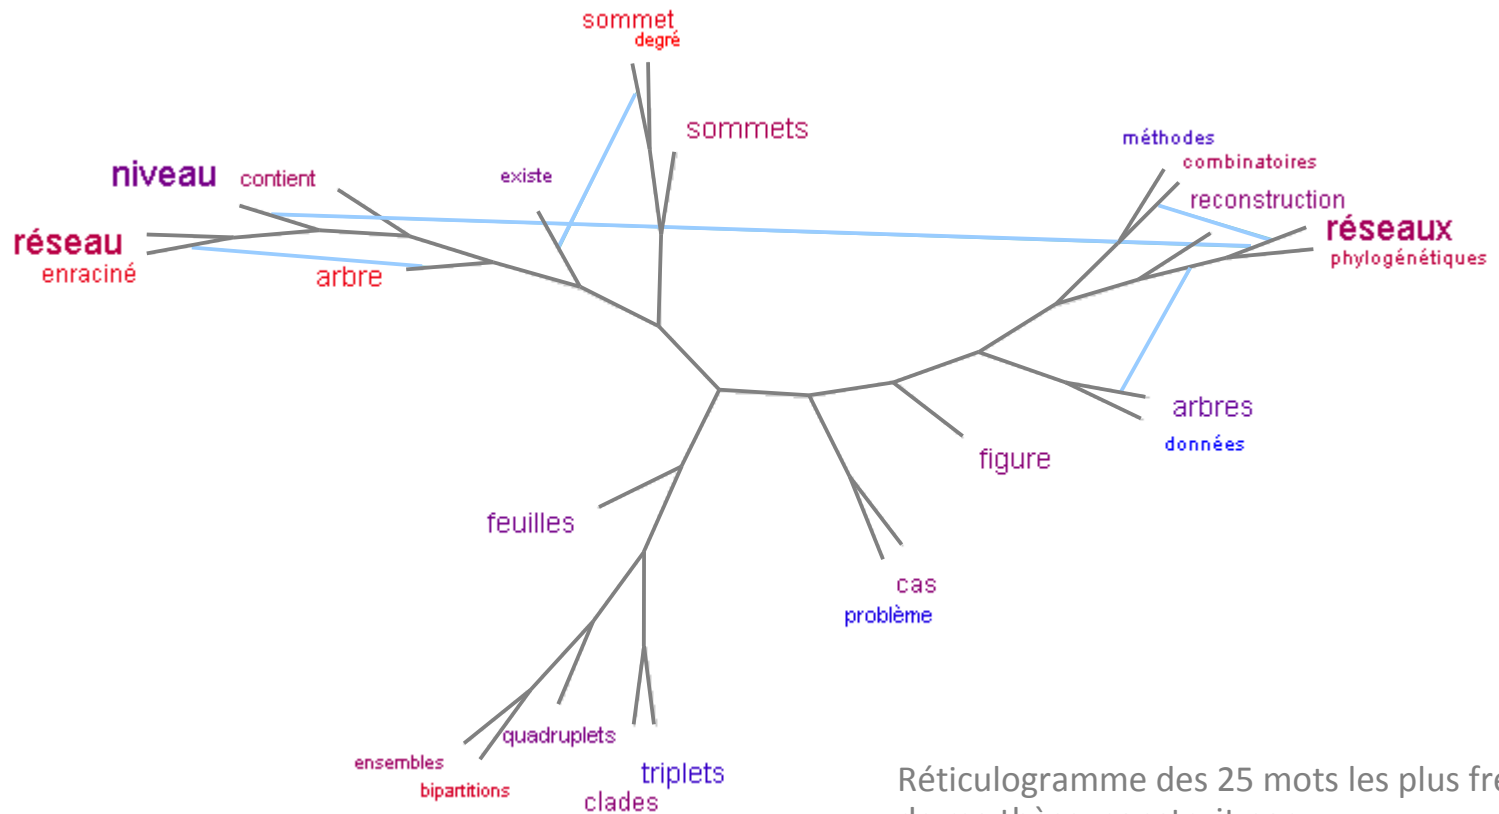 sommet
degré
sommets
méthodes
combinatoires
niveau
contient
existe
reconstruction
réseau
réseaux
enraciné
arbre
phylogénétiques
arbres
données
figure
feuilles
cas
problème
quadruplets
ensembles
triplets
bipartitions
clades
Réticulogramme des 25 mots les plus